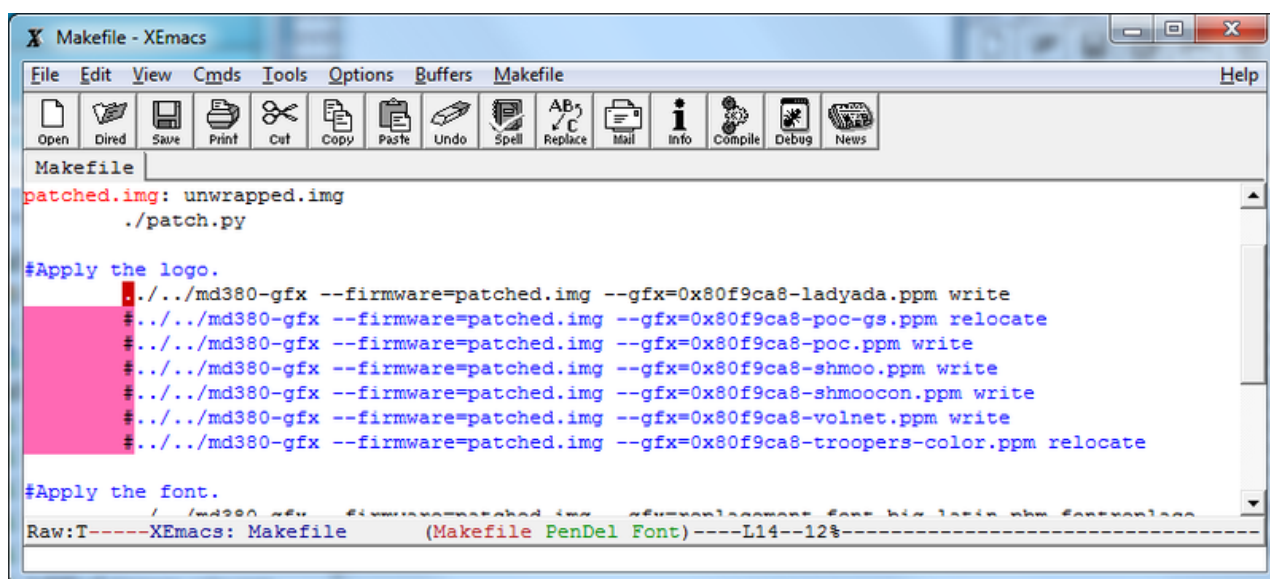 Makefile - XEmacs
File Edit View Cmds Tools Options Buffers Makefile Help
Open Dired Save Print Cut Copy Paste Undo Spell Replace Mail Info Compile Debug News
Makefile
patched.img: unwrapped.img
./patch.py
#Apply the logo.
../../md380-gfx --firmware=patched.img --gfx=0x80f9ca8-ladyada.ppm write
#../../md380-gfx --firmware=patched.img --gfx=0x80f9ca8-poc-gs.ppm relocate
#../../md380-gfx --firmware=patched.img --gfx=0x80f9ca8-poc.ppm write
#../../md380-gfx --firmware=patched.img --gfx=0x80f9ca8-shmoo.ppm write
#../../md380-gfx --firmware=patched.img --gfx=0x80f9ca8-shmoocon.ppm write
#../../md380-gfx --firmware=patched.img --gfx=0x80f9ca8-volnet.ppm write
#../../md380-gfx --firmware=patched.img --gfx=0x80f9ca8-troopers-color.ppm relocate
#Apply the font.
Raw:T-----XEmacs: Makefile (Makefile PenDel Font)----L14--12%----------------------------------